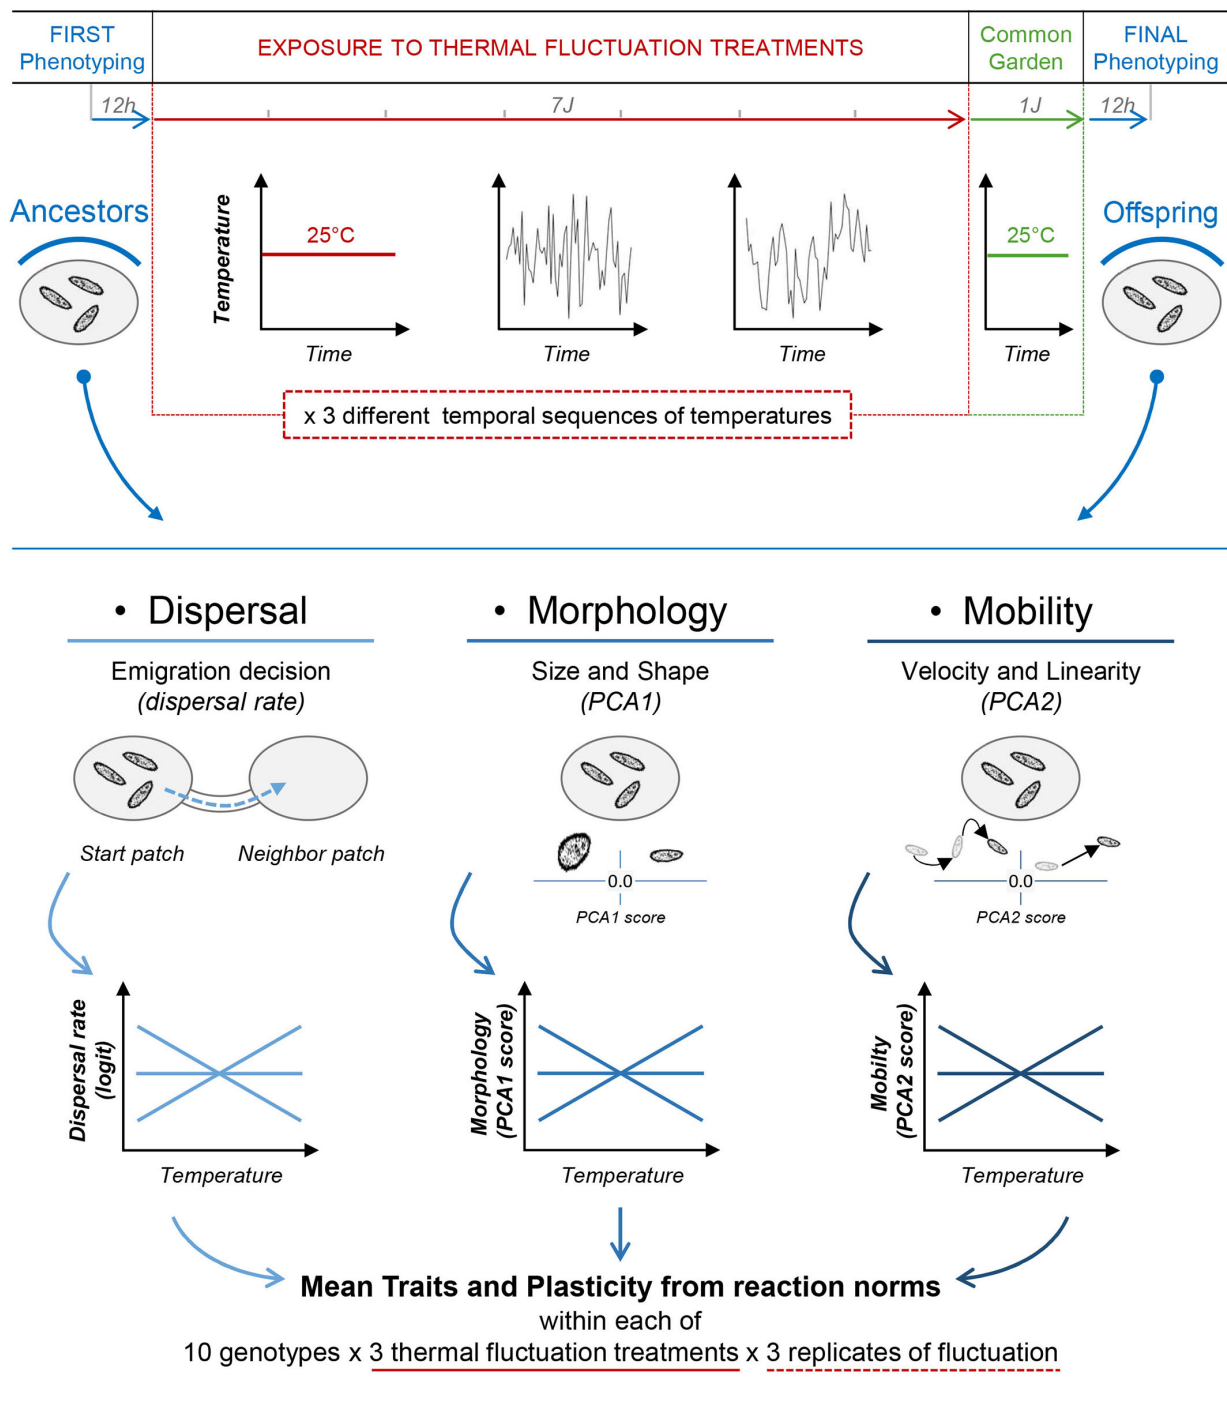 FIRST
Phenotyping
EXPOSURE TO THERMAL FLUCTUATION TREATMENTS
Common
Garden
FINAL
Phenotyping
12h
7J
1J
12h
Ancestors
Temperature
25°C
Time
Time
Time
25°C
Time
Offspring
x 3 different temporal sequences of temperatures
• Dispersal
Emigration decision
(dispersal rate)
Start patch
Neighbor patch
Dispersal rate
(logit)
Temperature
• Morphology
Size and Shape
(PCA1)
0.0
PCA1 score
Morphology
(PCA1 score)
Temperature
• Mobility
Velocity and Linearity
(PCA2)
0.0
PCA2 score
Mobilty
(PCA2 score)
Temperature
Mean Traits and Plasticity from reaction norms
within each of
10 genotypes x 3 thermal fluctuation treatments x 3 replicates of fluctuation